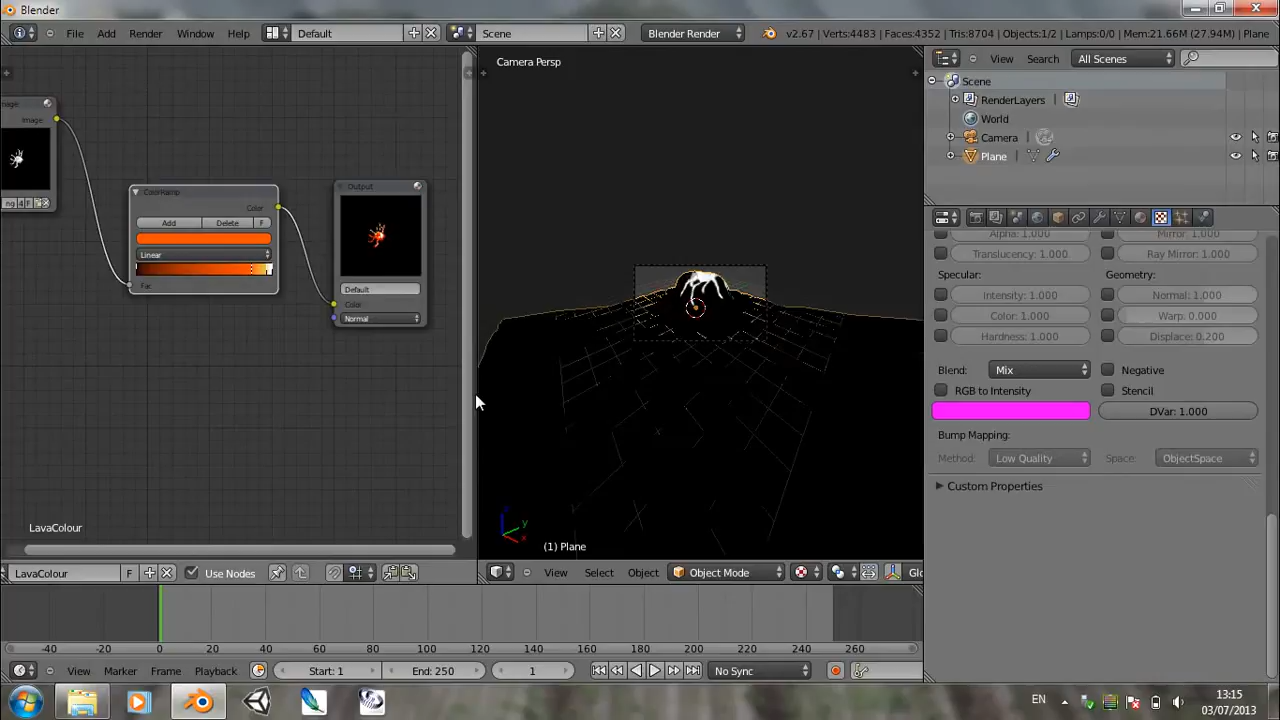 Blender
File Add Render Window Help Default Scene Blender Render v2.67 | Verts:4483 | Faces:4352 | Tris:8704 | Objects:1/2 | Lamps:0/0 | Mem:21.66M (27.94M) | Plane
Camera Persp
View Search All Scenes
Scene
RenderLayers
World
Camera
Plane
mage
Image
ng 4 F
ColorRamp
Color
Add Delete F
Linear
Fac
Output
Default
Color
Normal
LavaColour
(1) Plane
Alpha: 1.000 Mirror: 1.000
Translucency: 1.000 Ray Mirror: 1.000
Specular: Geometry:
Intensity: 1.000 Normal: 1.000
Color: 1.000 Warp: 0.000
Hardness: 1.000 Displace: 0.200
Blend: Mix Negative
RGB to Intensity Stencil
DVar: 1.000
Bump Mapping:
Method: Low Quality Space: ObjectSpace
Custom Properties
LavaColour F Use Nodes View Select Object Object Mode Glo
-40 -20 0 20 40 60 80 100 120 140 160 180 200 220 240 260
View Marker Frame Playback Start: 1 End: 250 1 No Sync
EN 13:15
03/07/2013